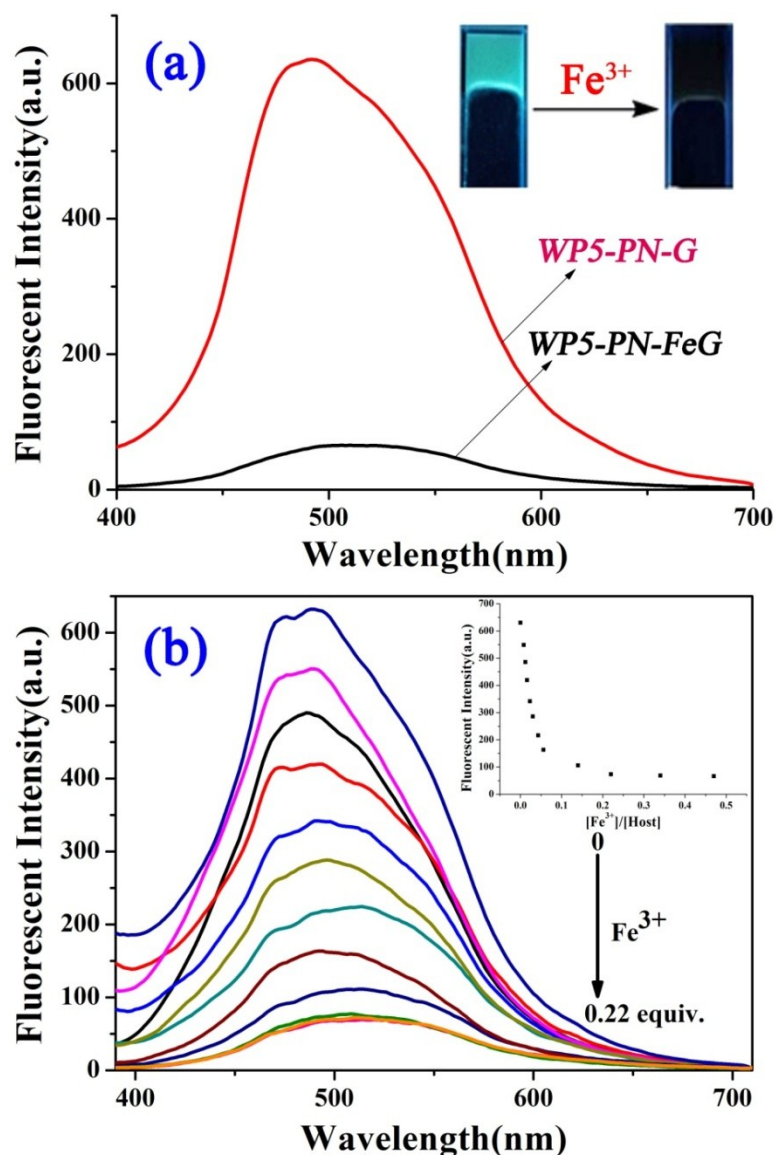 (a)
Fe³⁺
WP5-PN-G
WP5-PN-FeG
Fluorescent Intensity(a.u.)
600
400
200
0
400 500 600 700
Wavelength(nm)
(b)
Fluorescent Intensity(a.u.)
600
500
400
300
200
100
0
400 500 600 700
Wavelength(nm)
Fluorescent Intensity(a.u.)
700
600
500
400
300
200
100
0
0.0 0.1 0.2 0.3 0.4 0.5
[Fe³⁺]/[Host]
0
Fe³⁺
0.22 equiv.